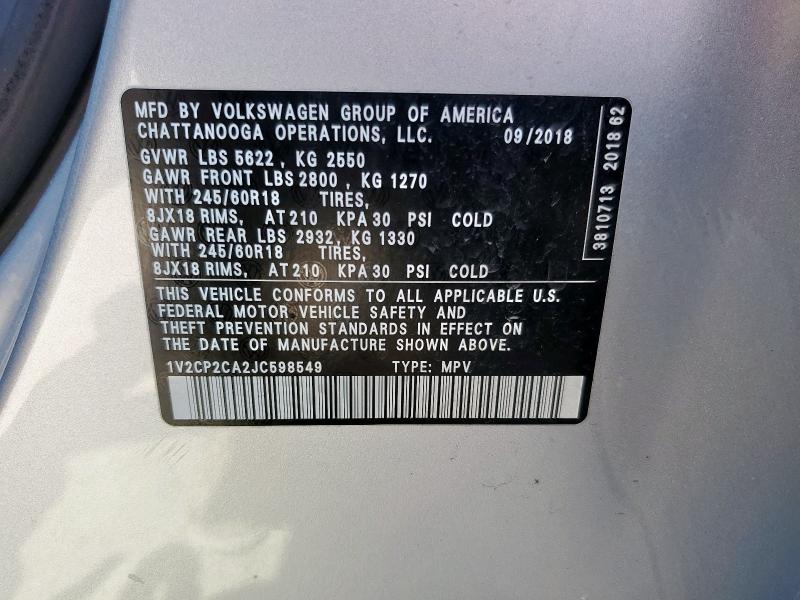 MFD BY VOLKSWAGEN GROUP OF AMERICA
CHATTANOOGA OPERATIONS, LLC. 09/2018
GVWR LBS 5622 , KG 2550
GAWR FRONT LBS 2800 , KG 1270
WITH 245/60R18 TIRES,
8JX18 RIMS, AT 210 KPA 30 PSI COLD
GAWR REAR LBS 2932, KG 1330
WITH 245/60R18 TIRES,
8JX18 RIMS, AT 210 KPA 30 PSI COLD
THIS VEHICLE CONFORMS TO ALL APPLICABLE U.S.
FEDERAL MOTOR VEHICLE SAFETY AND
THEFT PREVENTION STANDARDS IN EFFECT ON
THE DATE OF MANUFACTURE SHOWN ABOVE.
1V2CP2CA2JC598549 TYPE: MPV
3810713 2018 62